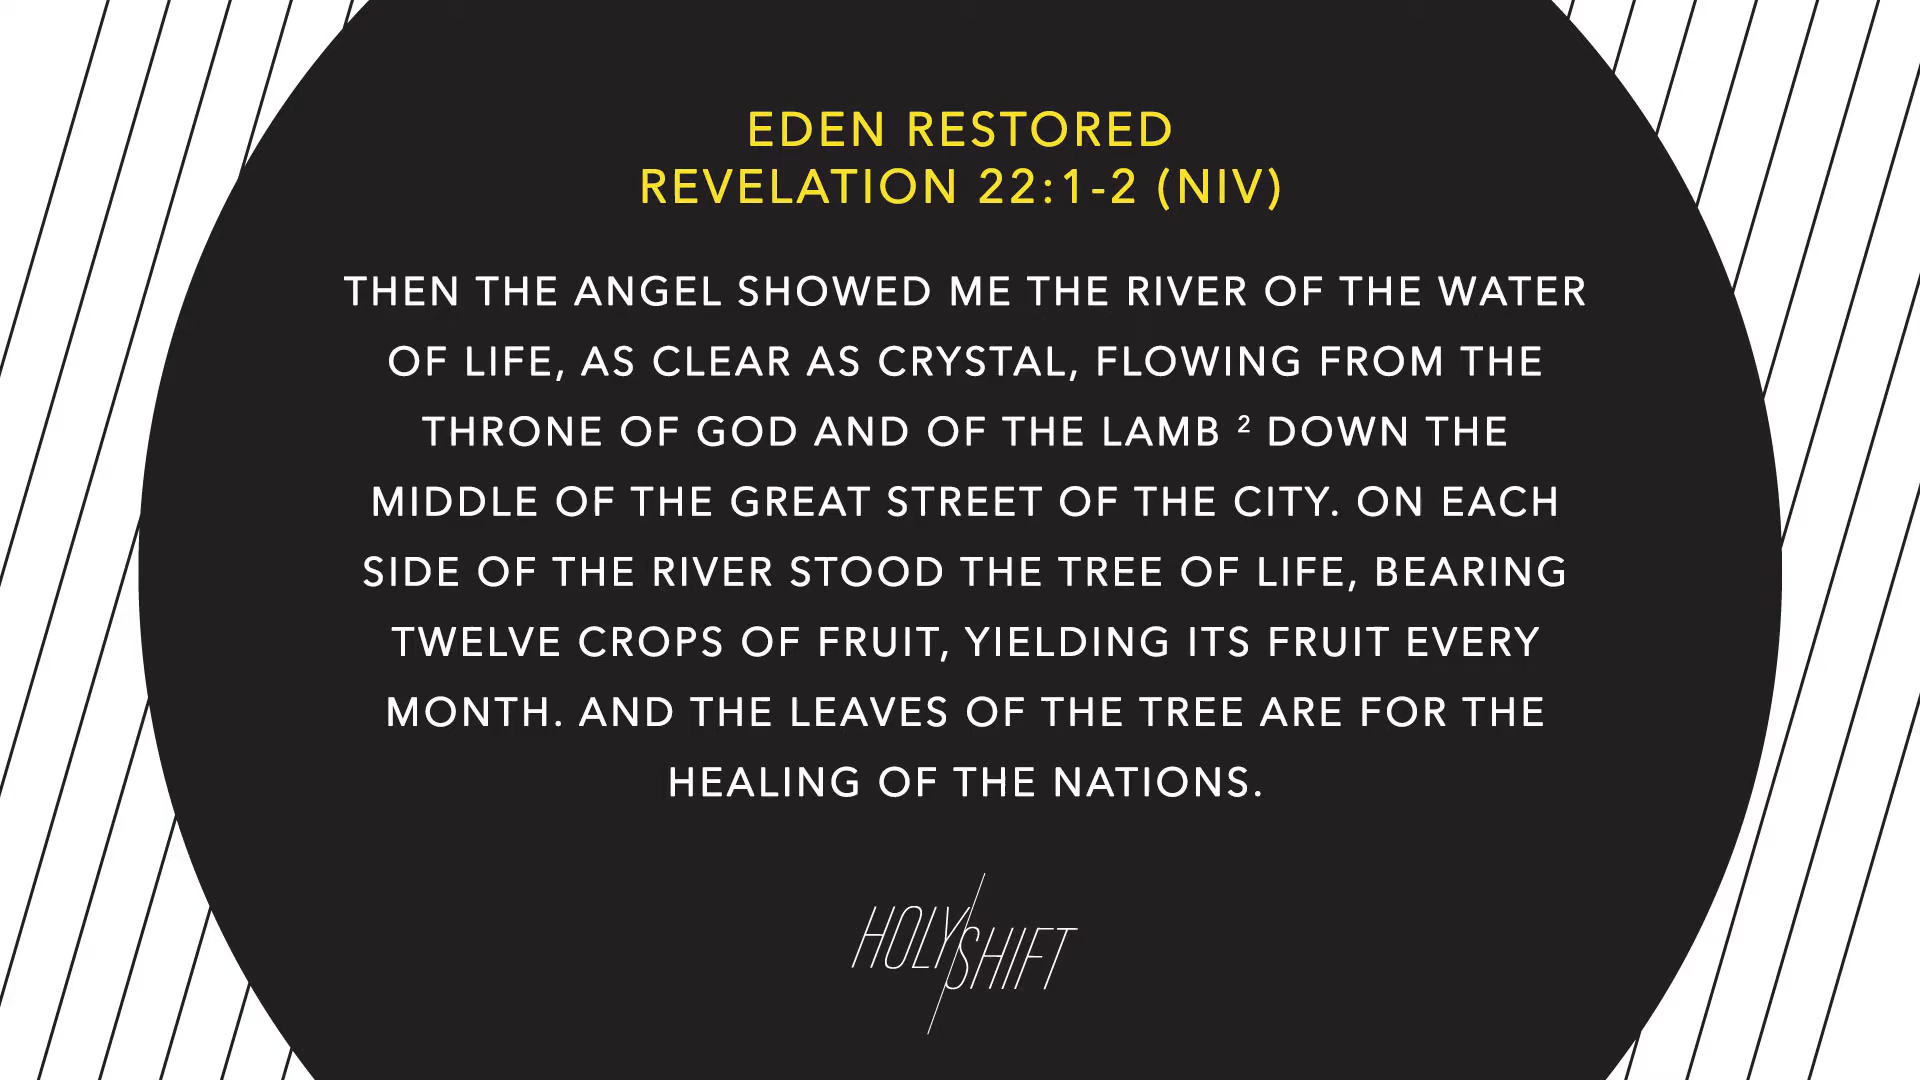 EDEN RESTORED
REVELATION 22:1-2 (NIV)
THEN THE ANGEL SHOWED ME THE RIVER OF THE WATER
OF LIFE, AS CLEAR AS CRYSTAL, FLOWING FROM THE
THRONE OF GOD AND OF THE LAMB ² DOWN THE
MIDDLE OF THE GREAT STREET OF THE CITY. ON EACH
SIDE OF THE RIVER STOOD THE TREE OF LIFE, BEARING
TWELVE CROPS OF FRUIT, YIELDING ITS FRUIT EVERY
MONTH. AND THE LEAVES OF THE TREE ARE FOR THE
HEALING OF THE NATIONS.
HOLY/SHIFT